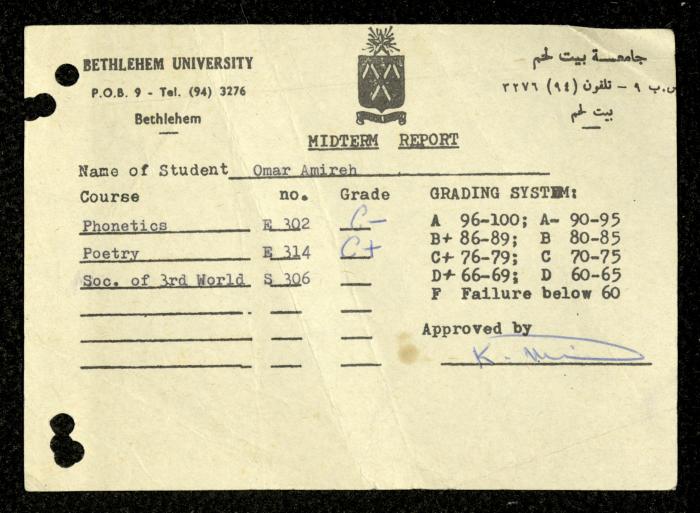 BETHLEHEM UNIVERSITY
P.O.B. 9 - Tel. (94) 3276
Bethlehem
جامعة بيت لحم
ص.ب ٩ - تلفون (٩٤) ٣٢٧٦
بيت لحم
MIDTERM REPORT
Name of Student Omar Amireh
Course no. Grade
Phonetics E 302 C-
Poetry E 314 C+
Soc. of 3rd World S 306
GRADING SYSTEM:
A 96-100; A- 90-95
B+ 86-89; B 80-85
C+ 76-79; C 70-75
D+ 66-69; D 60-65
F Failure below 60
Approved by
K.